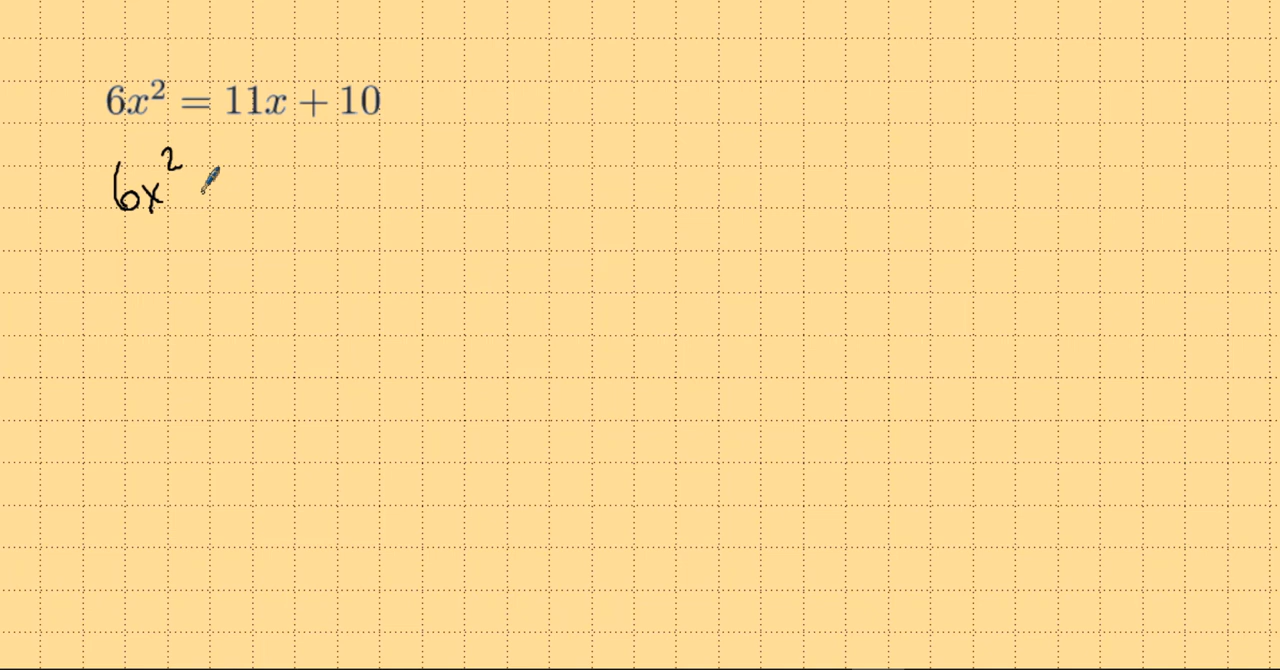 6x² = 11x + 10
6x²